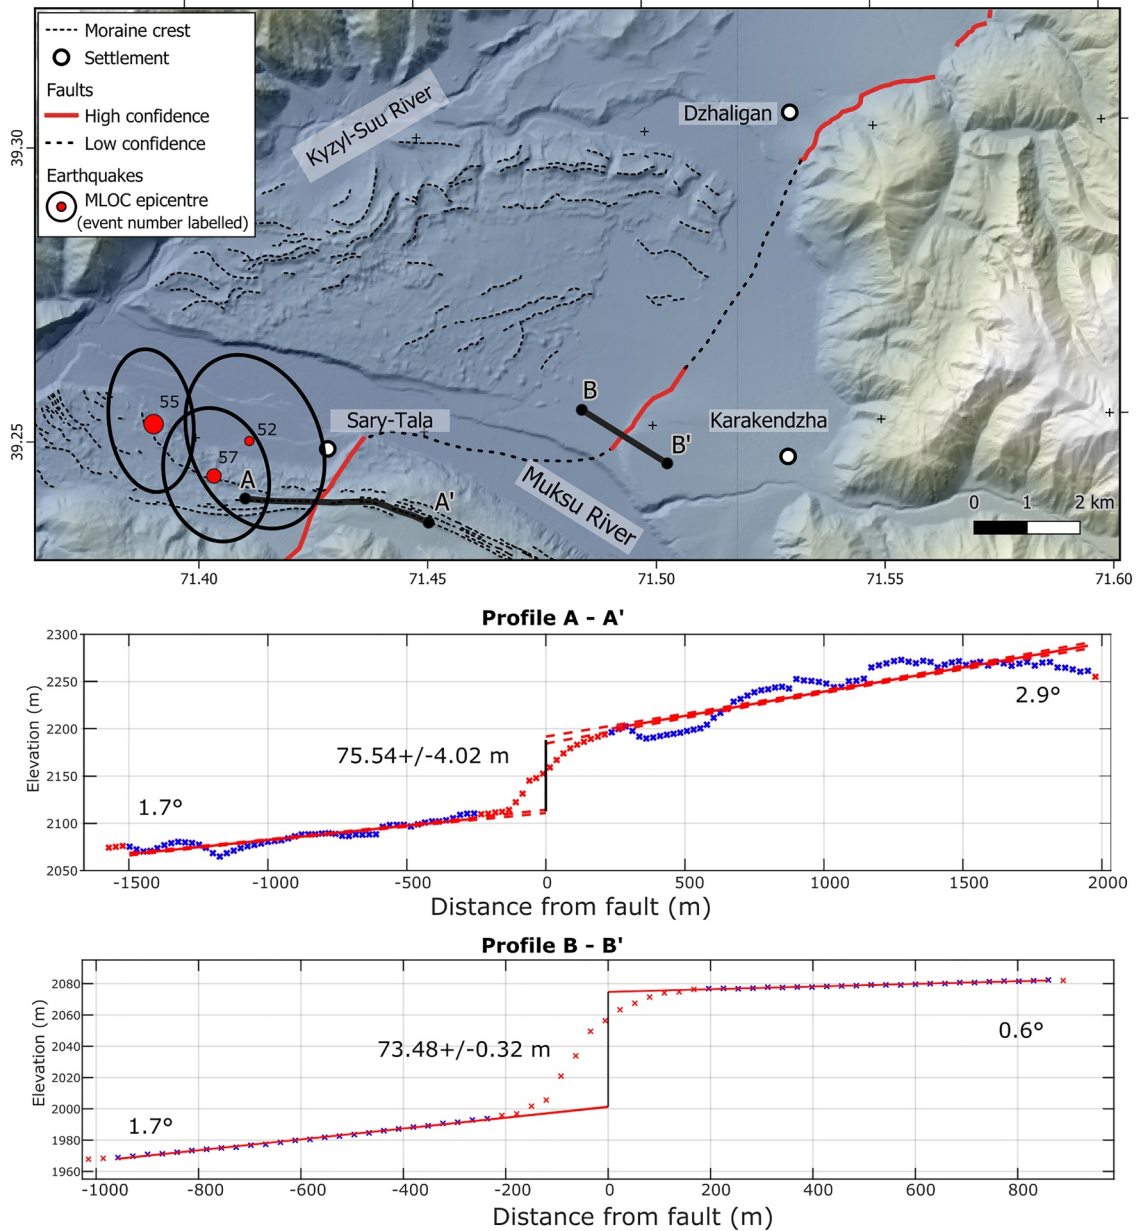 Moraine crest
Settlement
Faults
High confidence
Low confidence
Earthquakes
MLOC epicentre
(event number labelled)
Kyzyl-Suu River
Dzhaligan
39.30
39.25
55
52
57
Sary-Tala
A
A'
B
B'
Karakendzha
Muksu River
0 1 2 km
71.40 71.45 71.50 71.55 71.60
Profile A - A'
Elevation (m)
2300
2250
2200
2150
2100
2050
75.54+/-4.02 m
1.7°
2.9°
-1500 -1000 -500 0 500 1000 1500 2000
Distance from fault (m)
Profile B - B'
Elevation (m)
2080
2060
2040
2020
2000
1980
1960
73.48+/-0.32 m
1.7°
0.6°
-1000 -800 -600 -400 -200 0 200 400 600 800
Distance from fault (m)